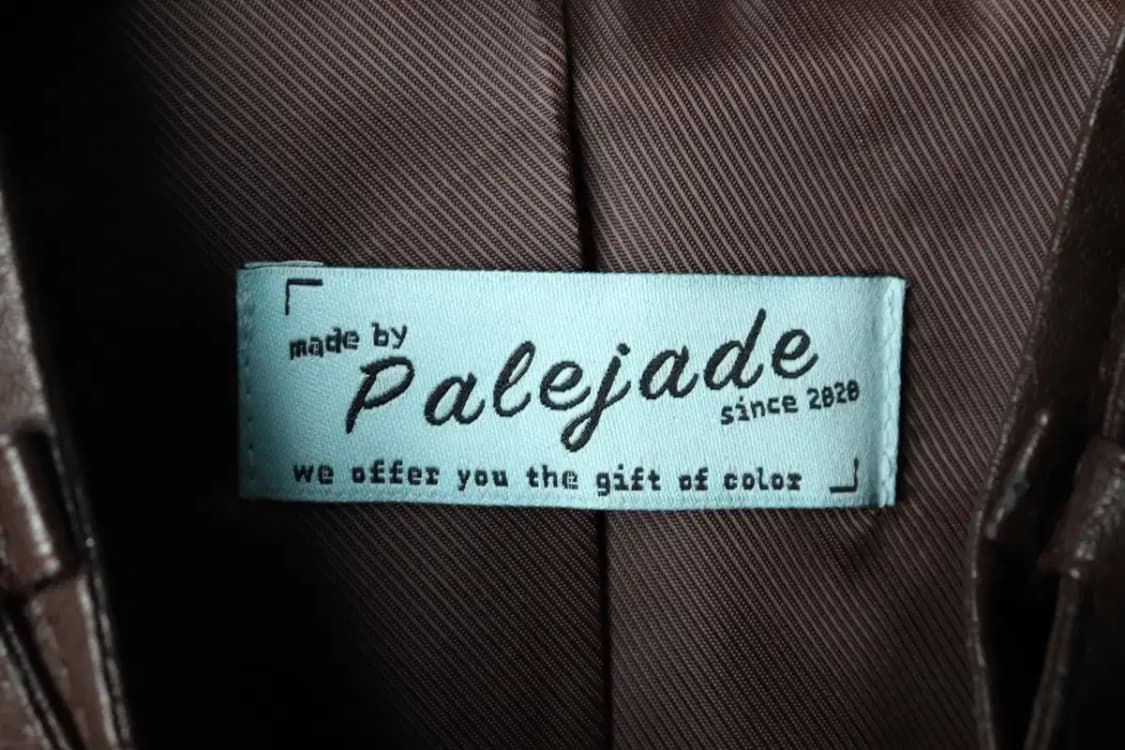 made by
Palejade
since 2020
we offer you the gift of color